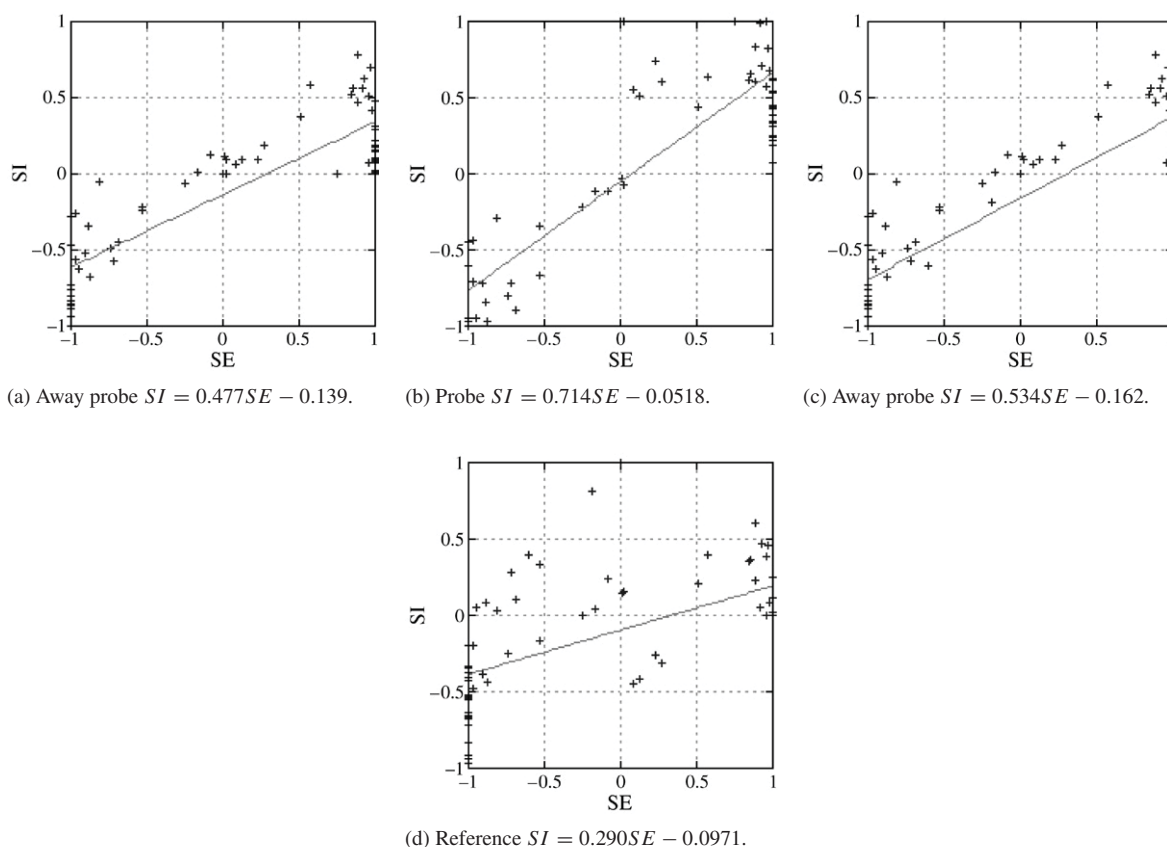 1
0.5
0
−0.5
−1
SI
−1 −0.5 0 0.5 1
SE
(a) Away probe SI = 0.477SE − 0.139.
1
0.5
0
−0.5
−1
SI
−1 −0.5 0 0.5 1
SE
(b) Probe SI = 0.714SE − 0.0518.
1
0.5
0
−0.5
−1
SI
−1 −0.5 0 0.5 1
SE
(c) Away probe SI = 0.534SE − 0.162.
1
0.5
0
−0.5
−1
SI
−1 −0.5 0 0.5 1
SE
(d) Reference SI = 0.290SE − 0.0971.